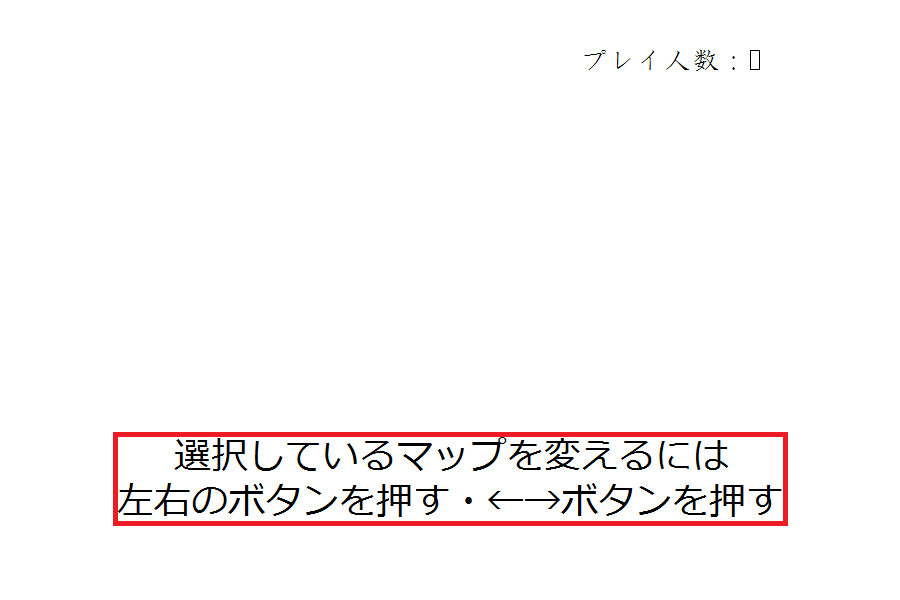 プレイ人数：
選択しているマップを変えるには
左右のボタンを押す・←→ボタンを押す